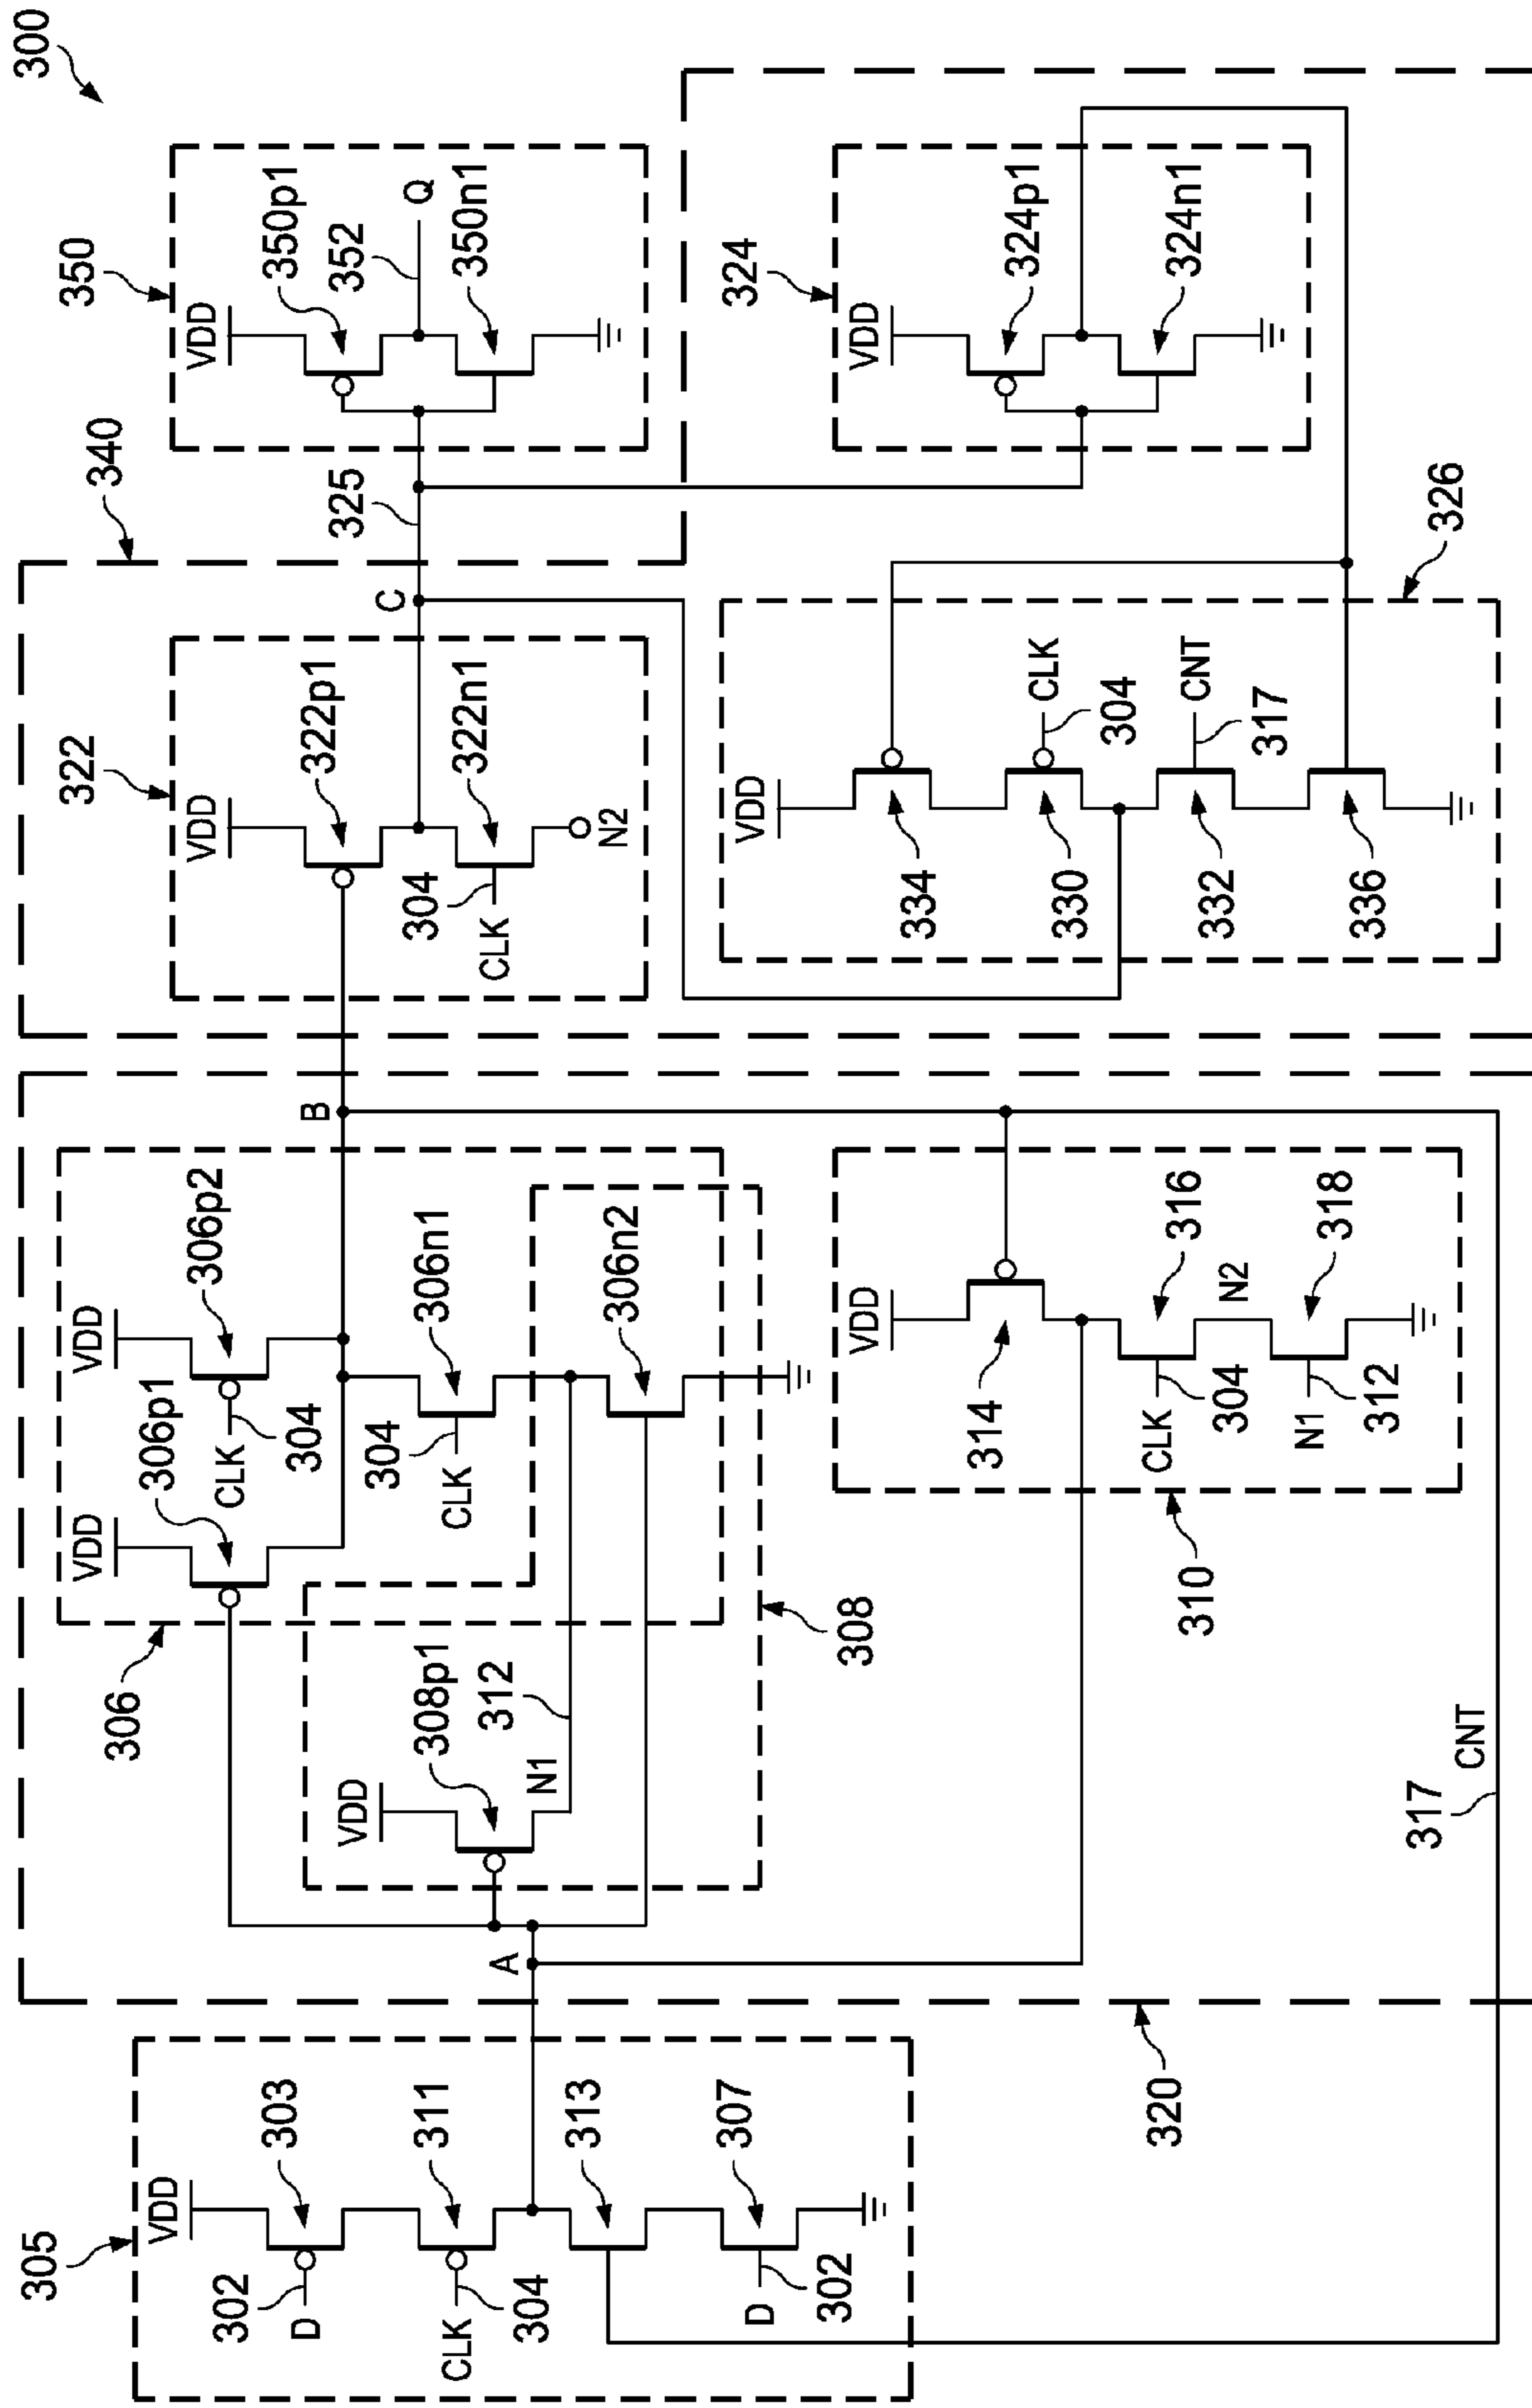 300
305
VDD
303
302
D
311
CLK
304
313
307
D
302
A
320
306
VDD
306p1
VDD
306p2
CLK
304
B
306n1
304
CLK
306n2
VDD
308p1
312
N1
308
VDD
314
316
CLK
304
N2
318
N1
312
310
317
CNT
340
322
VDD
322p1
322n1
304
CLK
N2
C
325
350
VDD
350p1
352
Q
350n1
324
VDD
324p1
324n1
326
VDD
334
330
CLK
304
332
CNT
317
336